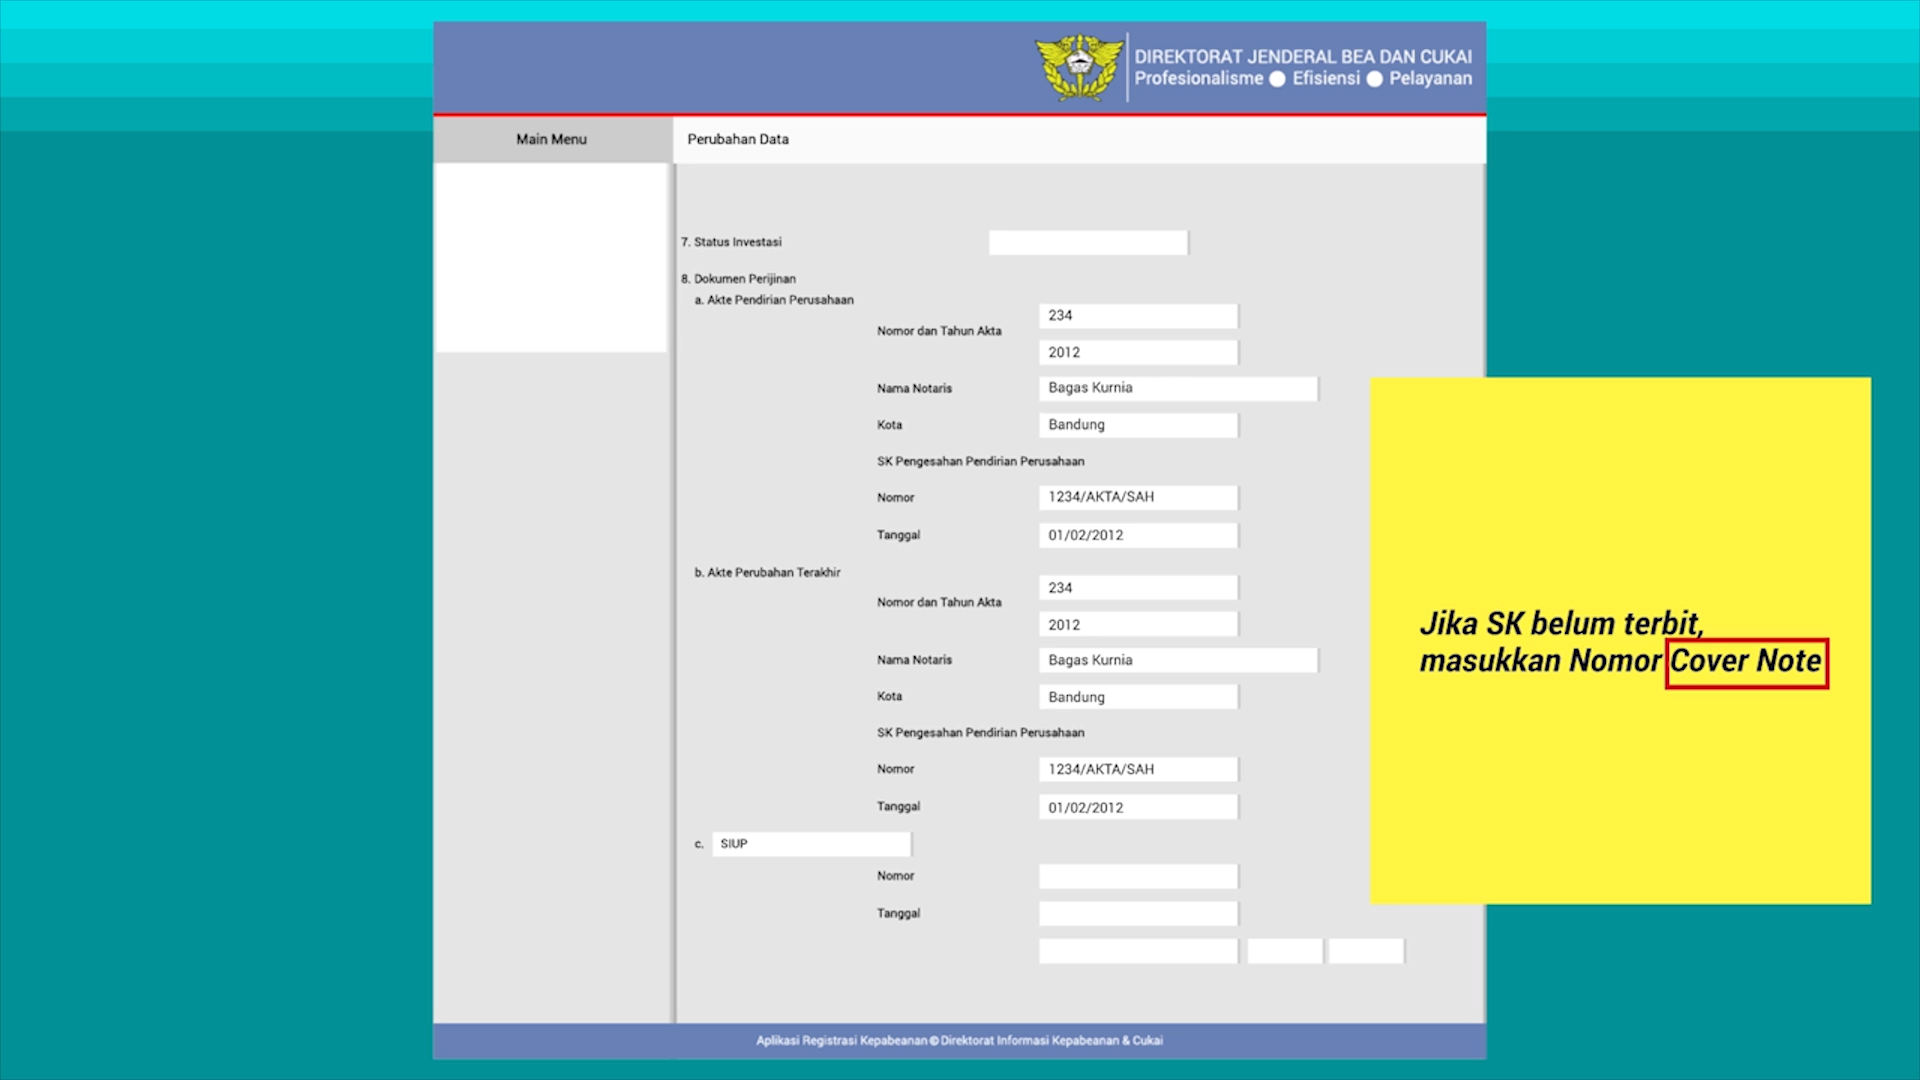 DIREKTORAT JENDERAL BEA DAN CUKAI
Profesionalisme ● Efisiensi ● Pelayanan
Main Menu
Perubahan Data
7. Status Investasi
8. Dokumen Perijinan
a. Akte Pendirian Perusahaan
Nomor dan Tahun Akta
234
2012
Nama Notaris
Bagas Kurnia
Kota
Bandung
SK Pengesahan Pendirian Perusahaan
Nomor
1234/AKTA/SAH
Tanggal
01/02/2012
b. Akte Perubahan Terakhir
Nomor dan Tahun Akta
234
2012
Nama Notaris
Bagas Kurnia
Kota
Bandung
SK Pengesahan Pendirian Perusahaan
Nomor
1234/AKTA/SAH
Tanggal
01/02/2012
c. SIUP
Nomor
Tanggal
Jika SK belum terbit,
masukkan Nomor Cover Note
Aplikasi Registrasi Kepabeanan © Direktorat Informasi Kepabeanan & Cukai